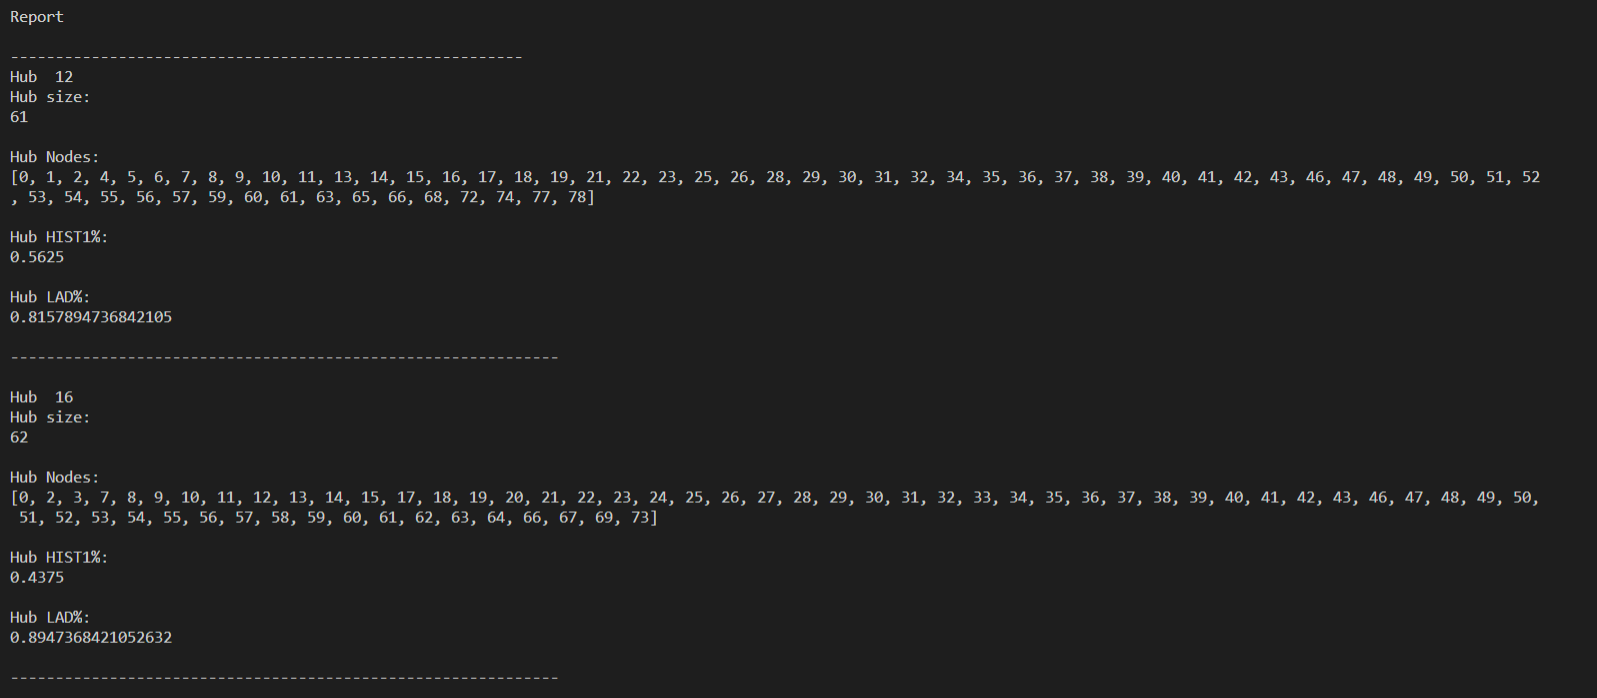 Report
---------------------------------------------------------
Hub  12
Hub size:
61
Hub Nodes:
[0, 1, 2, 4, 5, 6, 7, 8, 9, 10, 11, 13, 14, 15, 16, 17, 18, 19, 21, 22, 23, 25, 26, 28, 29, 30, 31, 32, 34, 35, 36, 37, 38, 39, 40, 41, 42, 43, 46, 47, 48, 49, 50, 51, 52
, 53, 54, 55, 56, 57, 59, 60, 61, 63, 65, 66, 68, 72, 74, 77, 78]
Hub HIST1%:
0.5625
Hub LAD%:
0.8157894736842105
-------------------------------------------------------------
Hub  16
Hub size:
62
Hub Nodes:
[0, 2, 3, 7, 8, 9, 10, 11, 12, 13, 14, 15, 17, 18, 19, 20, 21, 22, 23, 24, 25, 26, 27, 28, 29, 30, 31, 32, 33, 34, 35, 36, 37, 38, 39, 40, 41, 42, 43, 46, 47, 48, 49, 50,
 51, 52, 53, 54, 55, 56, 57, 58, 59, 60, 61, 62, 63, 64, 66, 67, 69, 73]
Hub HIST1%:
0.4375
Hub LAD%:
0.8947368421052632
-------------------------------------------------------------